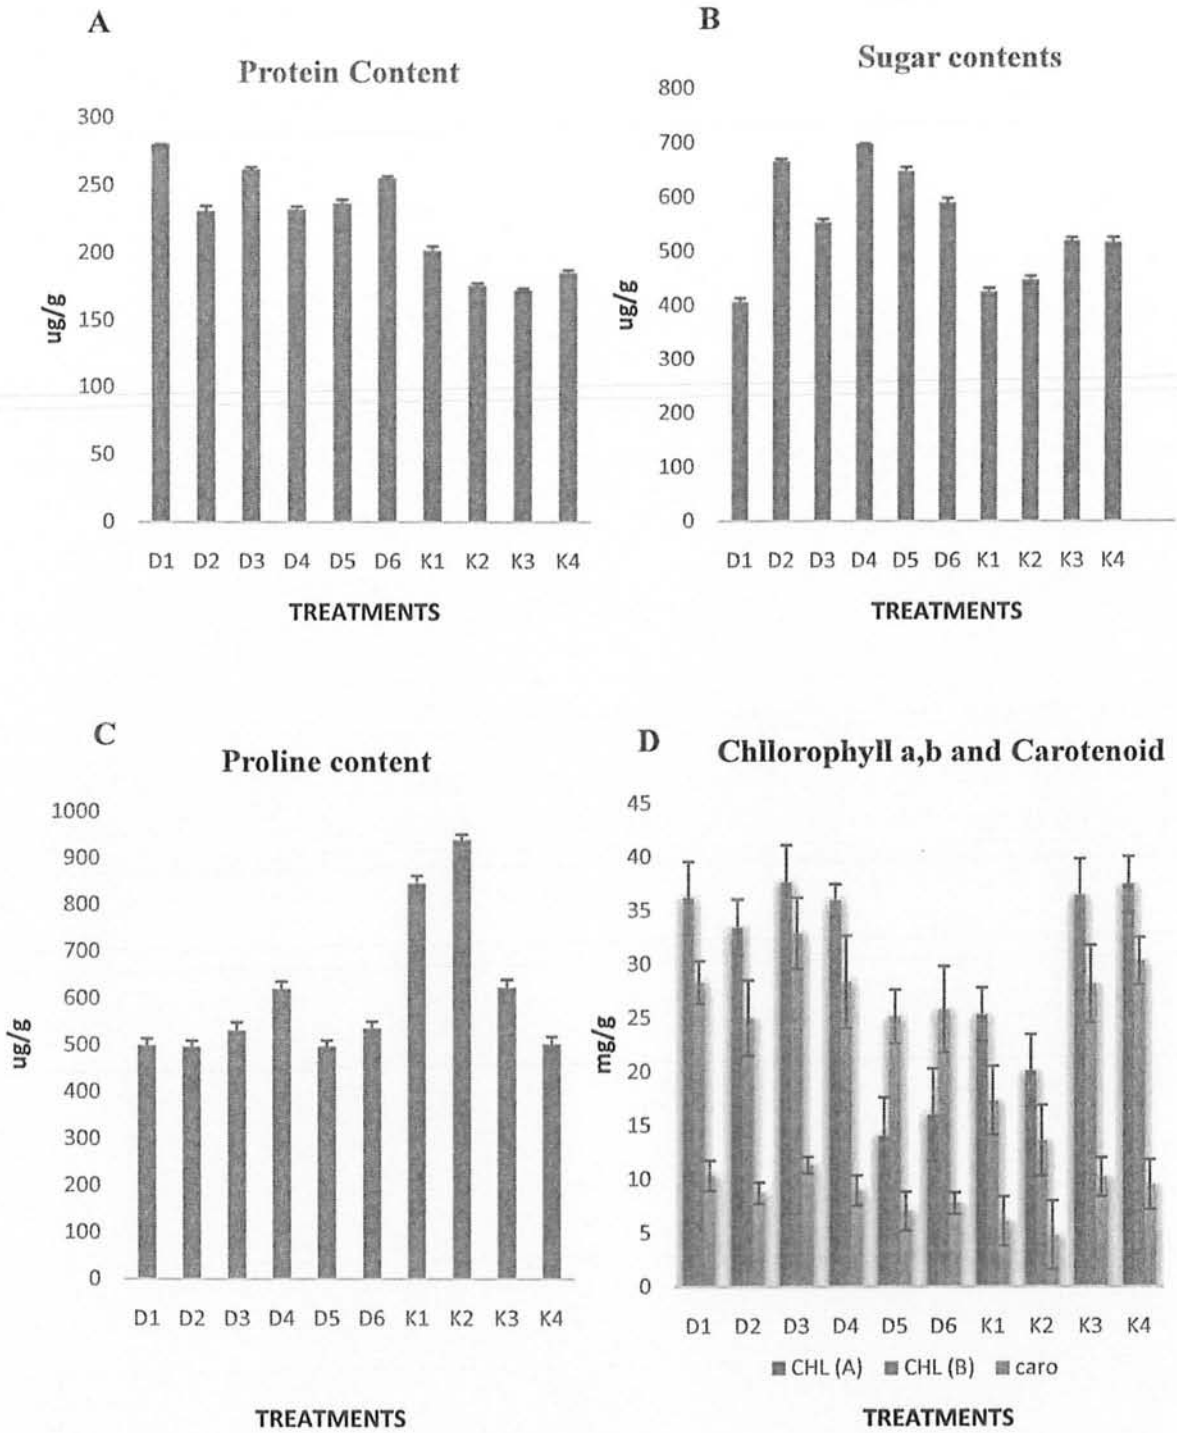 A
Protein Content
300
250
200
150
100
50
0
ug/g
D1 D2 D3 D4 D5 D6 K1 K2 K3 K4
TREATMENTS
B
Sugar contents
800
700
600
500
400
300
200
100
0
ug/g
D1 D2 D3 D4 D5 D6 K1 K2 K3 K4
TREATMENTS
C
Proline content
1000
900
800
700
600
500
400
300
200
100
0
ug/g
D1 D2 D3 D4 D5 D6 K1 K2 K3 K4
TREATMENTS
D
Chllorophyll a,b and Carotenoid
45
40
35
30
25
20
15
10
5
0
mg/g
D1 D2 D3 D4 D5 D6 K1 K2 K3 K4
CHL (A) CHL (B) caro
TREATMENTS